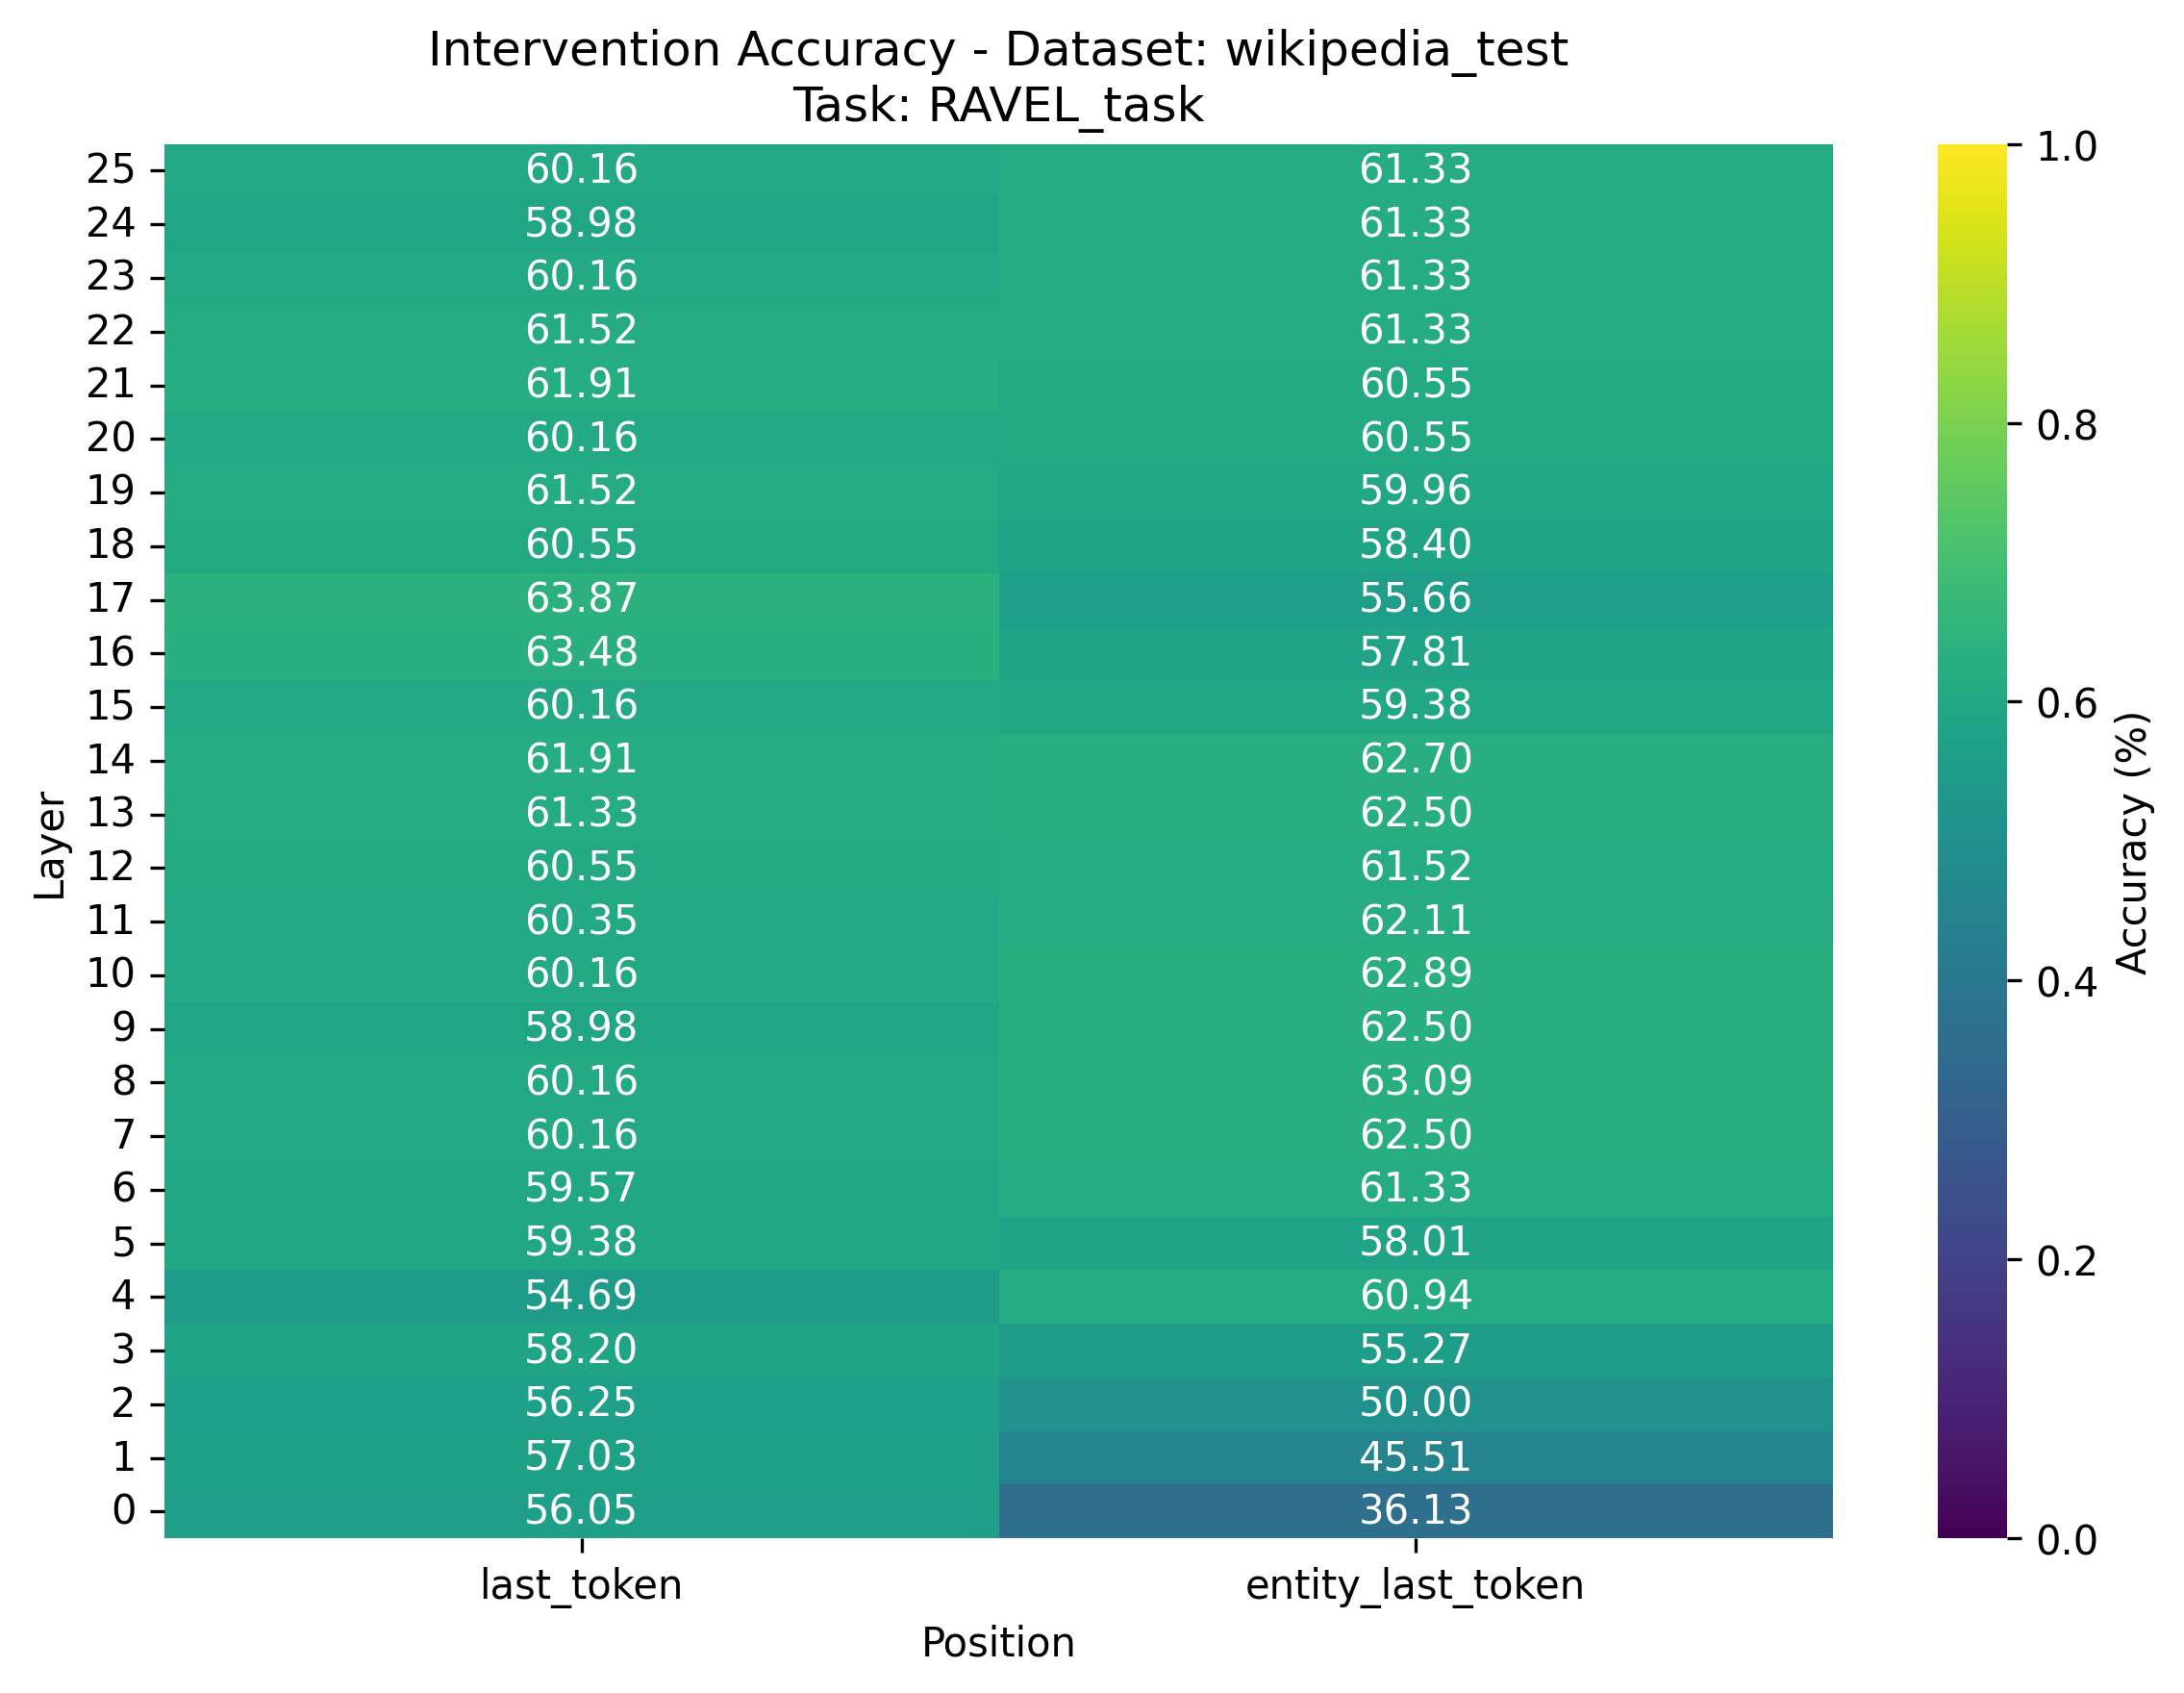 Intervention Accuracy - Dataset: wikipedia_test
Task: RAVEL_task
25 60.16 61.33
24 58.98 61.33
23 60.16 61.33
22 61.52 61.33
21 61.91 60.55
20 60.16 60.55
19 61.52 59.96
18 60.55 58.40
17 63.87 55.66
16 63.48 57.81
15 60.16 59.38
14 61.91 62.70
13 61.33 62.50
12 60.55 61.52
11 60.35 62.11
10 60.16 62.89
9 58.98 62.50
8 60.16 63.09
7 60.16 62.50
6 59.57 61.33
5 59.38 58.01
4 54.69 60.94
3 58.20 55.27
2 56.25 50.00
1 57.03 45.51
0 56.05 36.13
last_token entity_last_token
Position
Layer
1.0
0.8
0.6
0.4
0.2
0.0
Accuracy (%)